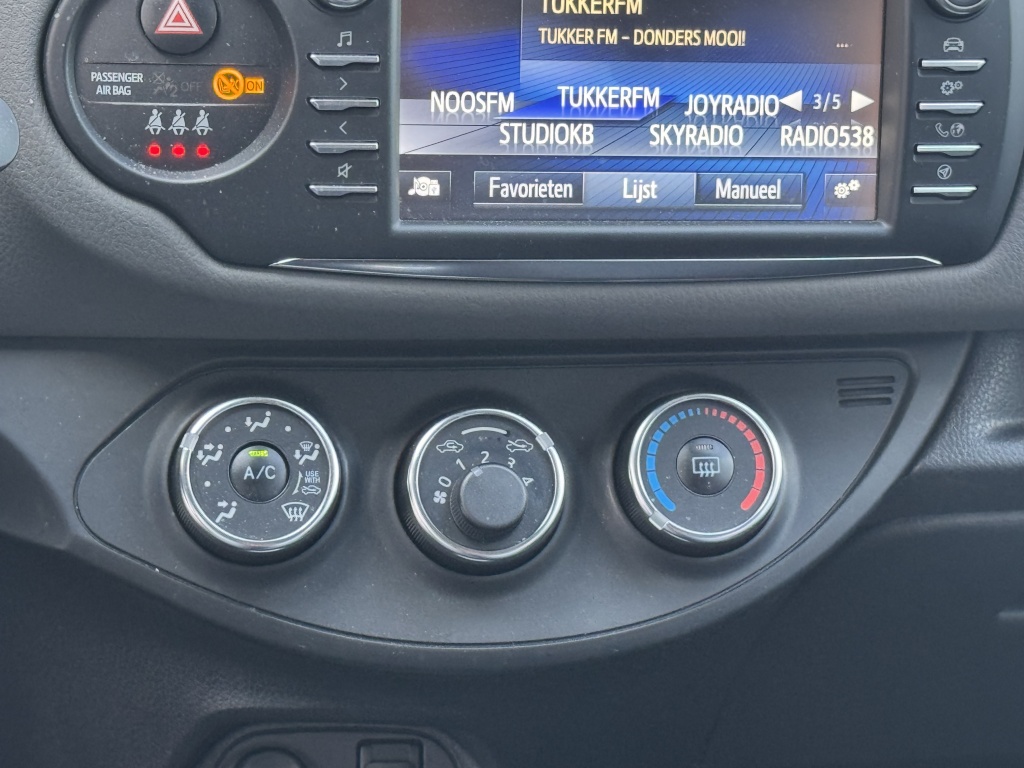 TUKKERFM
TUKKER FM - DONDERS MOOI!
...
PASSENGER
AIR BAG
OFF
ON
NOOSFM TUKKERFM JOYRADIO 3/5
STUDIOKB SKYRADIO RADIO538
Favorieten Lijst Manueel
A/C
USE
WITH
0 1 2 3 4